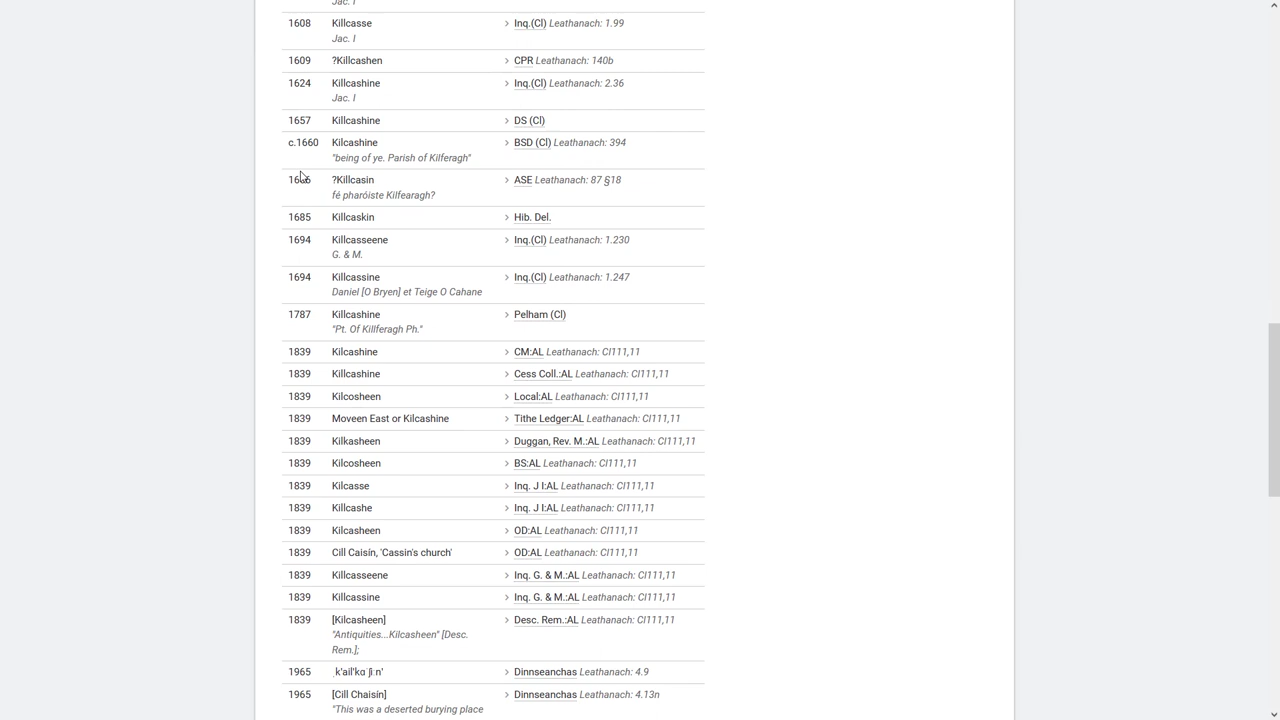 Jac. I
1608 Killcasse > Inq.(Cl) Leathanach: 1.99
Jac. I
1609 ?Killcashen > CPR Leathanach: 140b
1624 Killcashine > Inq.(Cl) Leathanach: 2.36
Jac. I
1657 Killcashine > DS (Cl)
c.1660 Kilcashine > BSD (Cl) Leathanach: 394
"being of ye. Parish of Kilferagh"
?Killcasin > ASE Leathanach: 87 §18
fé pharóiste Kilfearagh?
1685 Killcaskin > Hib. Del.
1694 Killcasseene > Inq.(Cl) Leathanach: 1.230
G. & M.
1694 Killcassine > Inq.(Cl) Leathanach: 1.247
Daniel [O Bryen] et Teige O Cahane
1787 Killcashine > Pelham (Cl)
"Pt. Of Killferagh Ph."
1839 Kilcashine > CM:AL Leathanach: Cl111,11
1839 Killcashine > Cess Coll.:AL Leathanach: Cl111,11
1839 Kilcosheen > Local:AL Leathanach: Cl111,11
1839 Moveen East or Kilcashine > Tithe Ledger:AL Leathanach: Cl111,11
1839 Kilkasheen > Duggan, Rev. M.:AL Leathanach: Cl111,11
1839 Kilcosheen > BS:AL Leathanach: Cl111,11
1839 Kilcasse > Inq. J I:AL Leathanach: Cl111,11
1839 Killcashe > Inq. J I:AL Leathanach: Cl111,11
1839 Kilcasheen > OD:AL Leathanach: Cl111,11
1839 Cill Caisín, 'Cassin's church' > OD:AL Leathanach: Cl111,11
1839 Killcasseene > Inq. G. & M.:AL Leathanach: Cl111,11
1839 Killcassine > Inq. G. & M.:AL Leathanach: Cl111,11
1839 [Kilcasheen] > Desc. Rem.:AL Leathanach: Cl111,11
"Antiquities...Kilcasheen" [Desc.
Rem.];
1965 ˌk'ail'kɑˈʃiːn' > Dinnseanchas Leathanach: 4.9
1965 [Cill Chaisín] > Dinnseanchas Leathanach: 4.13n
"This was a deserted burying place